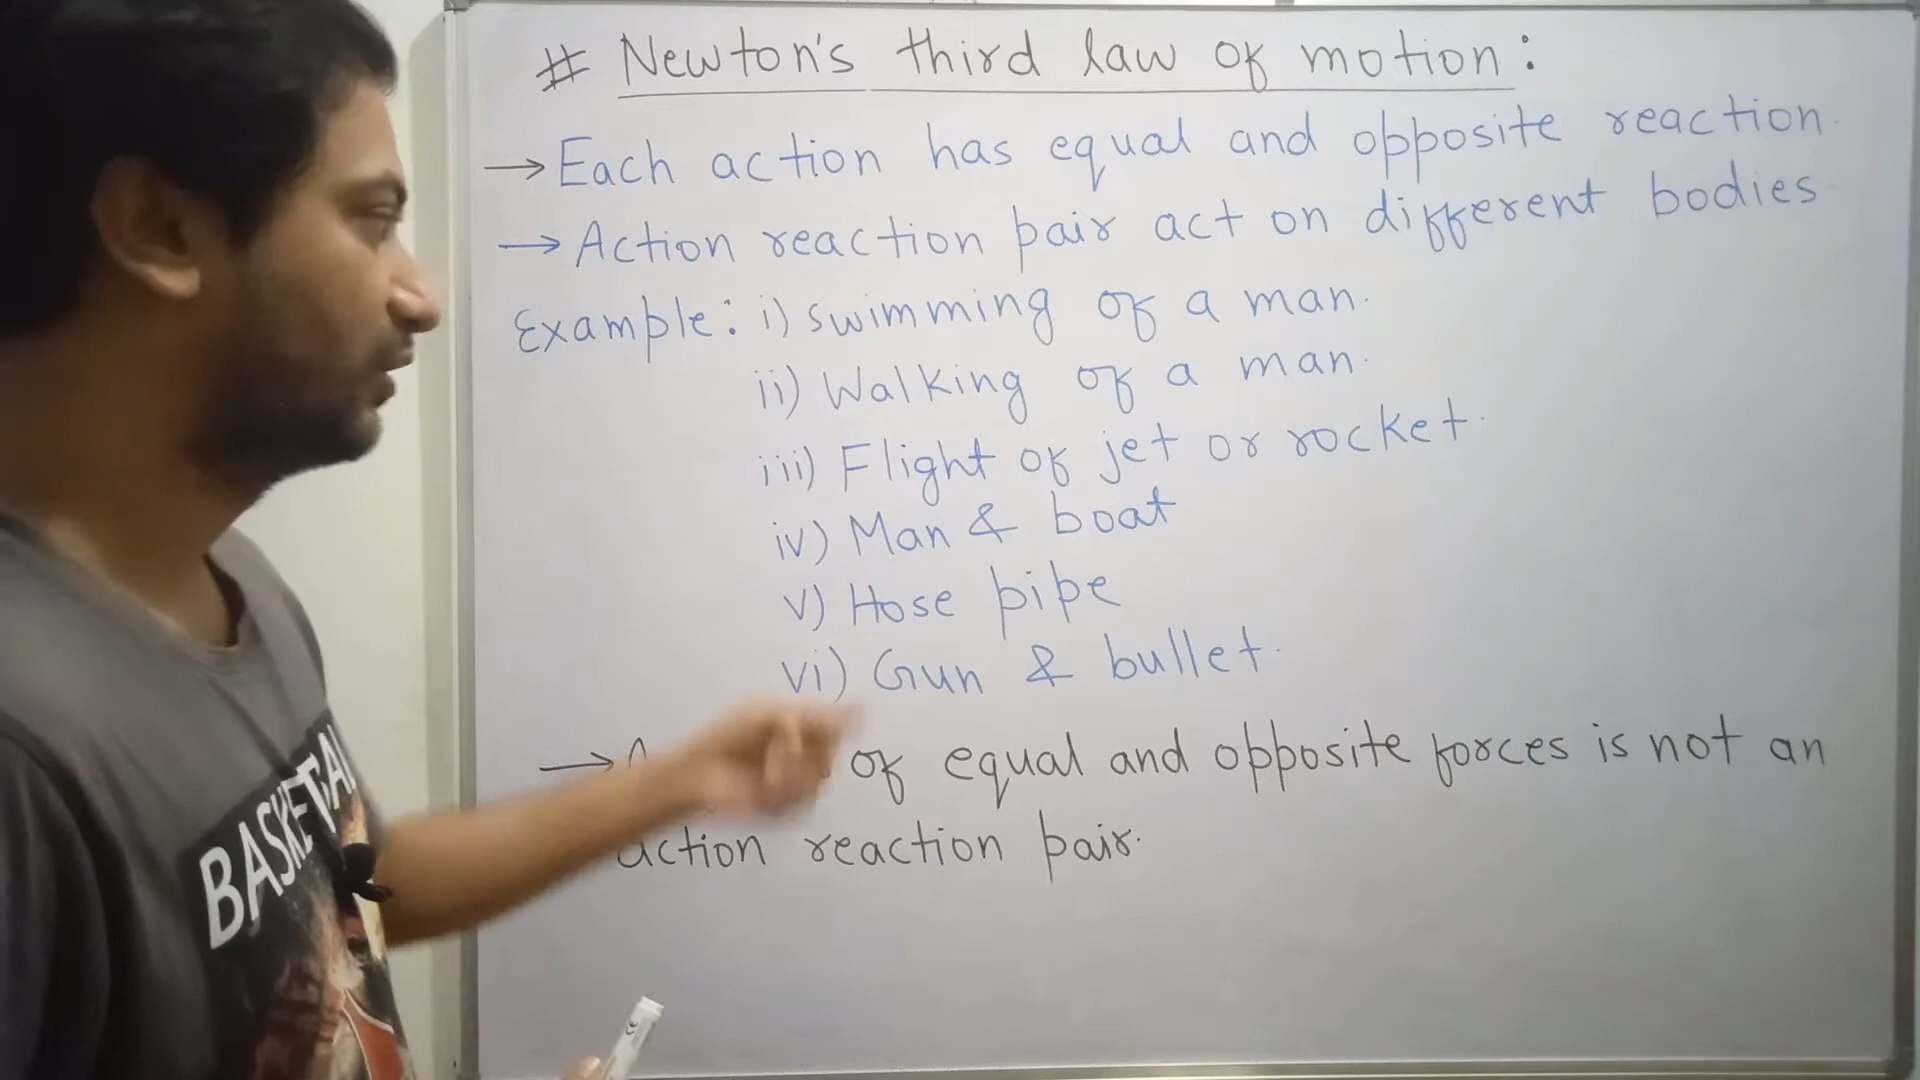 # Newton's third law of motion :
→ Each action has equal and opposite reaction.
→ Action reaction pair act on different bodies
Example : i) swimming of a man.
ii) Walking of a man.
iii) Flight of jet or rocket.
iv) Man & boat
v) Hose pipe
vi) Gun & bullet.
→ of equal and opposite forces is not an
action reaction pair.
BASKETBAL